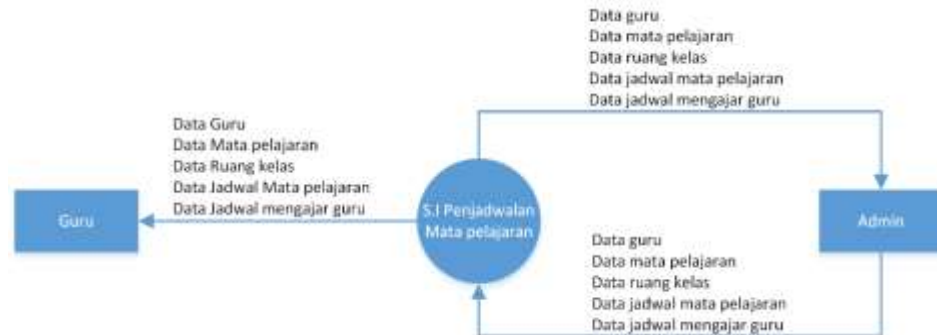 Data guru
Data mata pelajaran
Data ruang kelas
Data jadwal mata pelajaran
Data jadwal mengajar guru
Data Guru
Data Mata pelajaran
Data Ruang kelas
Data Jadwal Mata pelajaran
Data Jadwal mengajar guru
Guru
S.I Penjadwalan
Mata pelajaran
Admin
Data guru
Data mata pelajaran
Data ruang kelas
Data jadwal mata pelajaran
Data jadwal mengajar guru